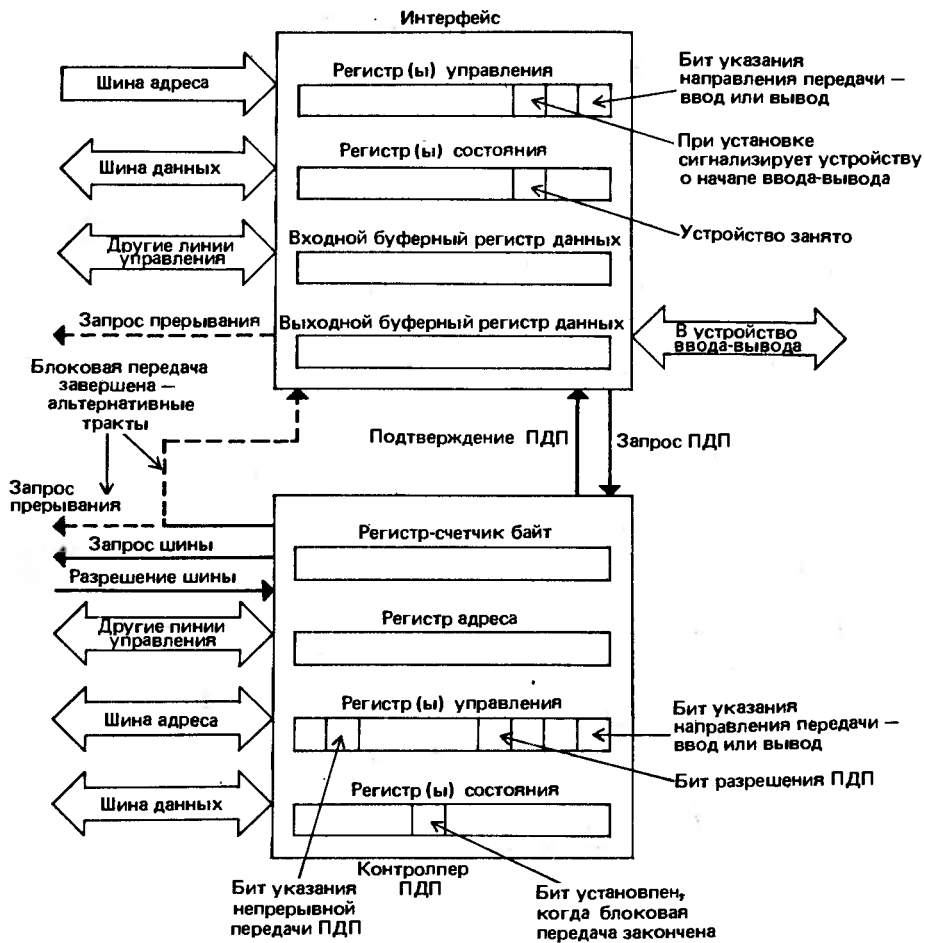 Интерфейс
Шина адреса
Регистр (ы) управления
Бит указания
направления передачи —
ввод или вывод
Шина данных
Регистр (ы) состояния
При установке
сигнализирует устройству
о начале ввода-вывода
Другие линии
управления
Входной буферный регистр данных
Устройство занято
Запрос прерывания
Выходной буферный регистр данных
В устройство
ввода-вывода
Блоковая передача
завершена —
альтернативные
тракты
Подтверждение ПДП
Запрос ПДП
Запрос
прерывания
Регистр-счетчик байт
Запрос шины
Разрешение шины
Другие линии
управления
Регистр адреса
Шина адреса
Регистр (ы) управления
Бит указания
направления передачи —
ввод или вывод
Бит разрешения ПДП
Шина данных
Регистр (ы) состояния
Контроллер
ПДП
Бит указания
непрерывной
передачи ПДП
Бит установлен,
когда блоковая
передача закончена